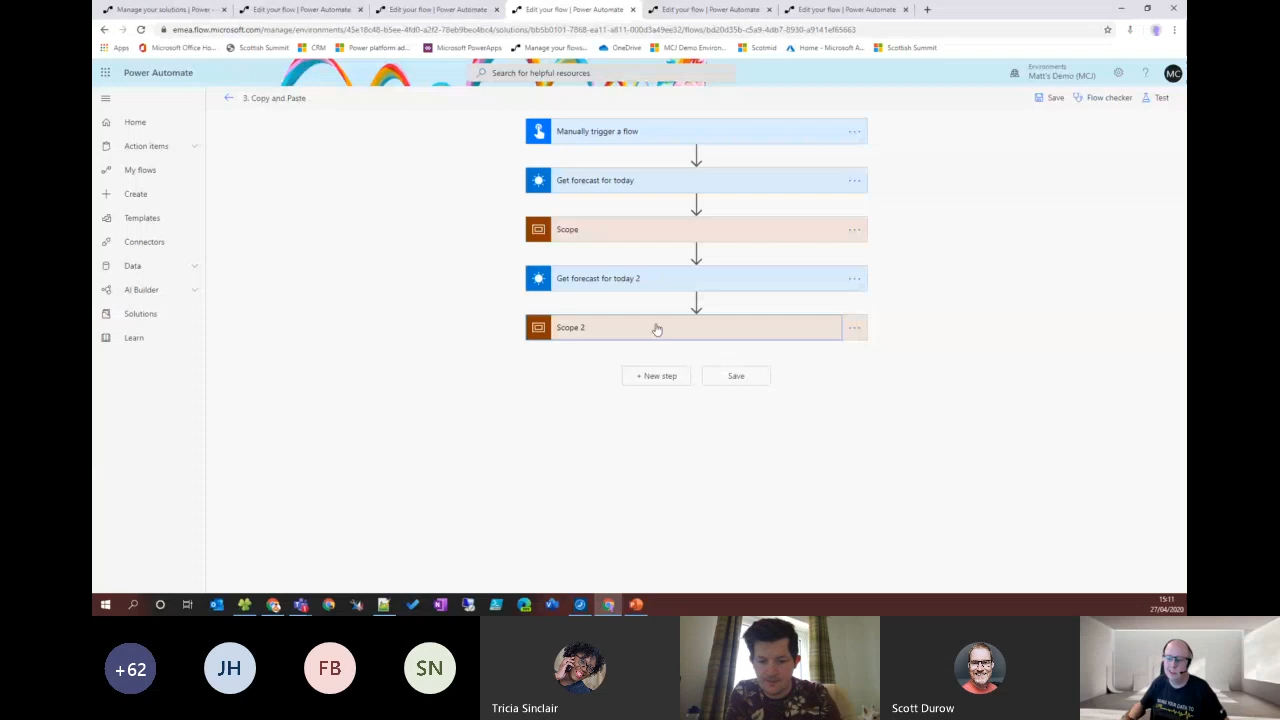 Manage your solutions | Power -
Edit your flow | Power Automate
Edit your flow | Power Automate
Edit your flow | Power Automate
Edit your flow | Power Automate
Edit your flow | Power Automate
Apps
Microsoft Office Ho...
Scottish Summit
CRM
Power platform ad...
Microsoft PowerApps
Manage your flows...
OneDrive
MCJ Demo Environ...
Scotmid
Home - Microsoft A...
Scottish Summit
Power Automate
Search for helpful resources
Environments
Matt's Demo (MCJ)
MC
3. Copy and Paste
Save
Flow checker
Test
Home
Action items
My flows
Create
Templates
Connectors
Data
AI Builder
Solutions
Learn
Manually trigger a flow
Get forecast for today
Scope
Get forecast for today 2
Scope 2
+ New step
Save
15:11
27/04/2020
+62
JH
FB
SN
Tricia Sinclair
Scott Durow